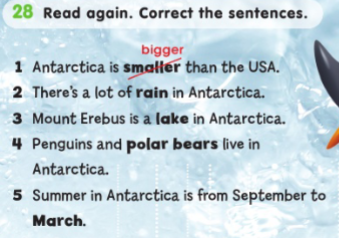 28 Read again. Correct the sentences.
bigger
1 Antarctica is smaller than the USA.
2 There's a lot of rain in Antarctica.
3 Mount Erebus is a lake in Antarctica.
4 Penguins and polar bears live in
Antarctica.
5 Summer in Antarctica is from September to
March.